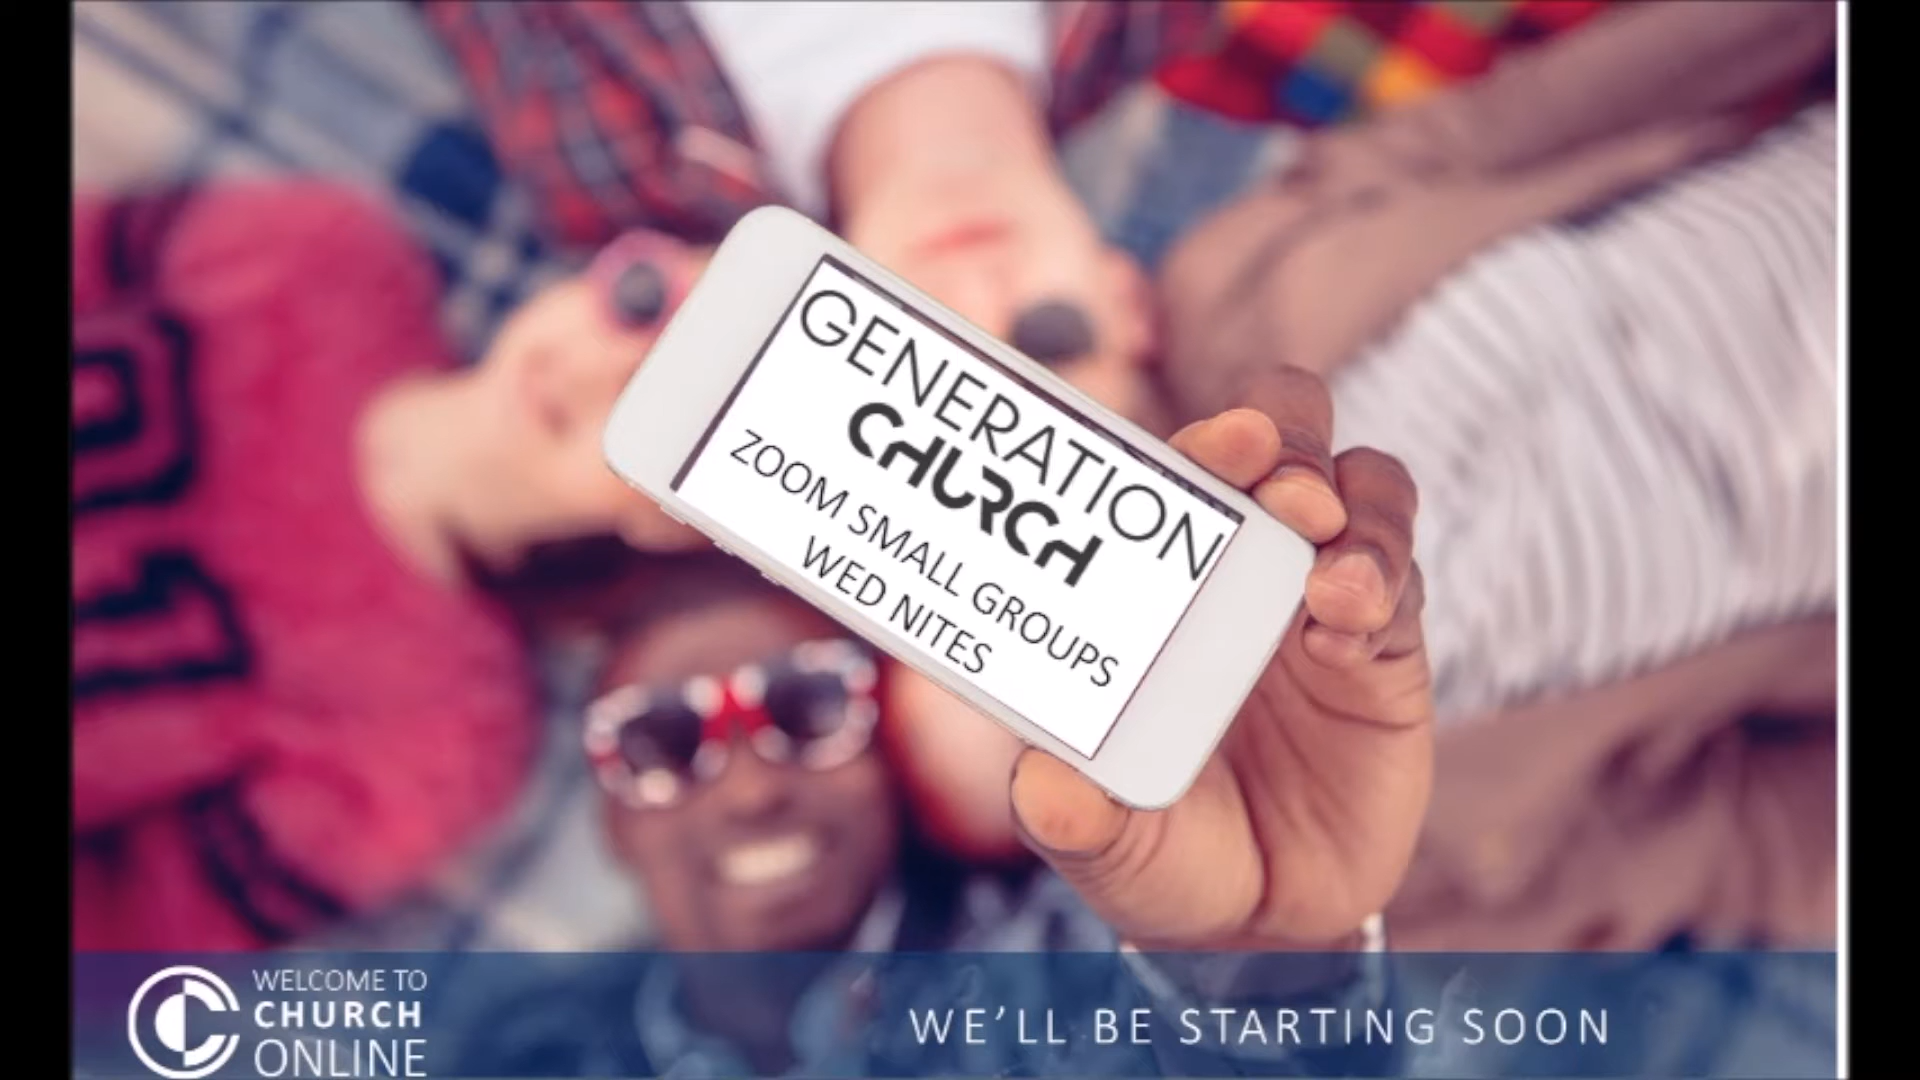 GENERATION
CHURCH
ZOOM SMALL GROUPS
WED NITES
WELCOME TO
CHURCH
ONLINE
WE'LL BE STARTING SOON